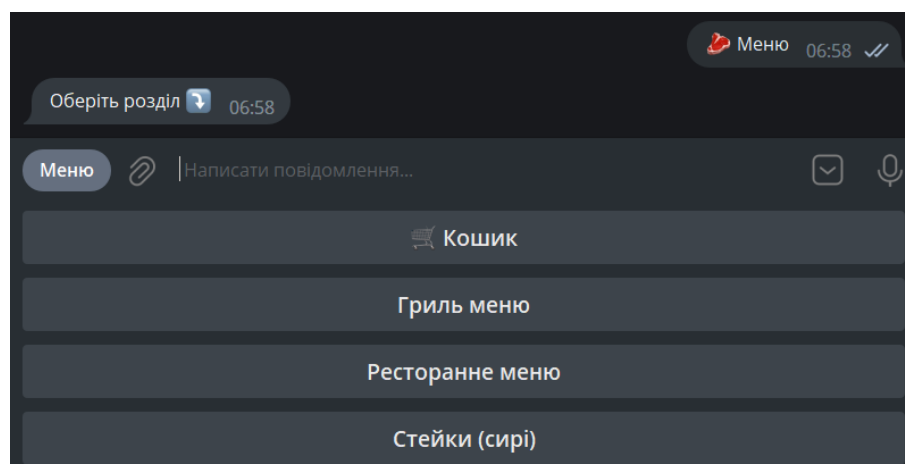 🥩 Меню 06:58
Оберіть розділ ⤵️ 06:58
Меню Написати повідомлення...
🛒 Кошик
Гриль меню
Ресторанне меню
Стейки (сирі)